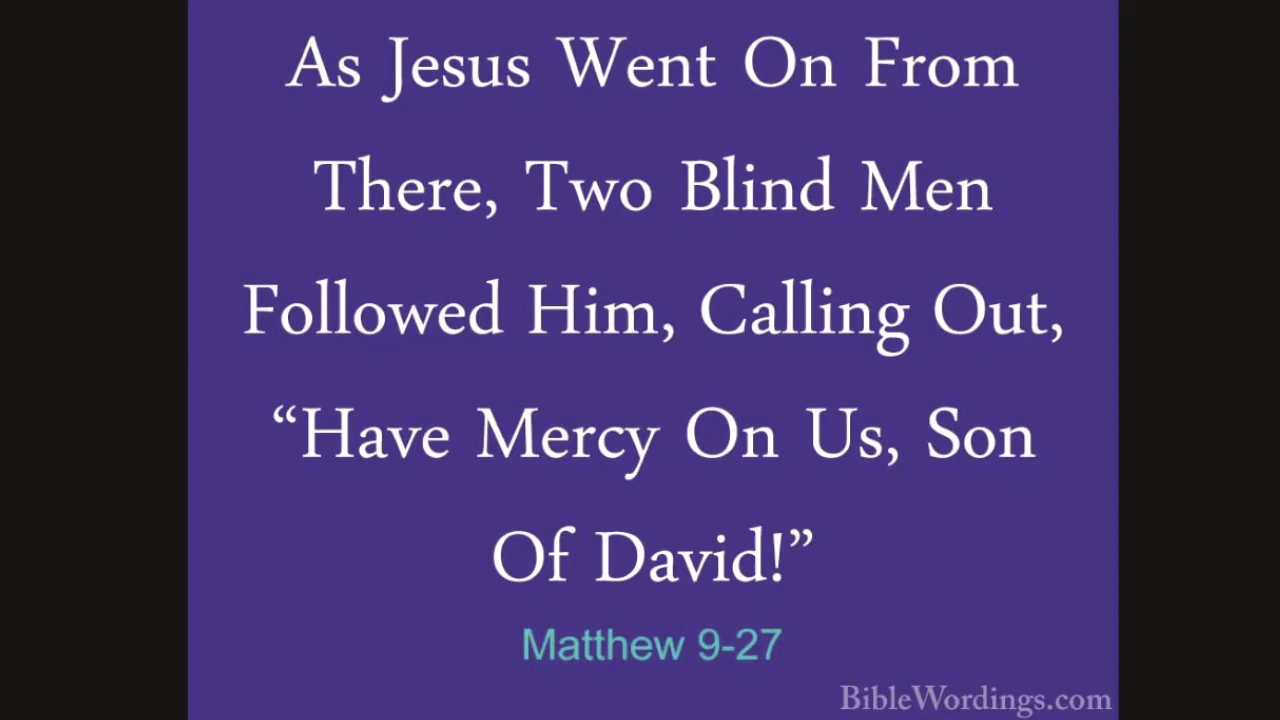 As Jesus Went On From
There, Two Blind Men
Followed Him, Calling Out,
“Have Mercy On Us, Son
Of David!”
Matthew 9-27
BibleWordings.com